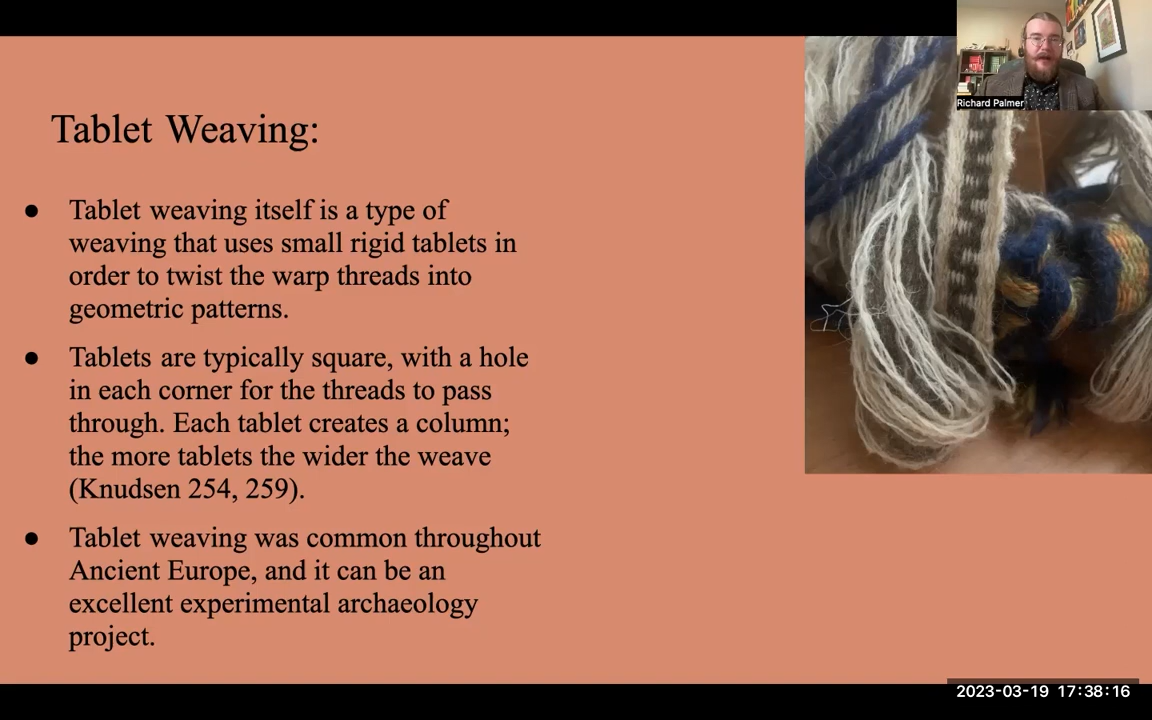 Richard Palmer
Tablet Weaving:
● Tablet weaving itself is a type of
weaving that uses small rigid tablets in
order to twist the warp threads into
geometric patterns.
● Tablets are typically square, with a hole
in each corner for the threads to pass
through. Each tablet creates a column;
the more tablets the wider the weave
(Knudsen 254, 259).
● Tablet weaving was common throughout
Ancient Europe, and it can be an
excellent experimental archaeology
project.
2023-03-19 17:38:16